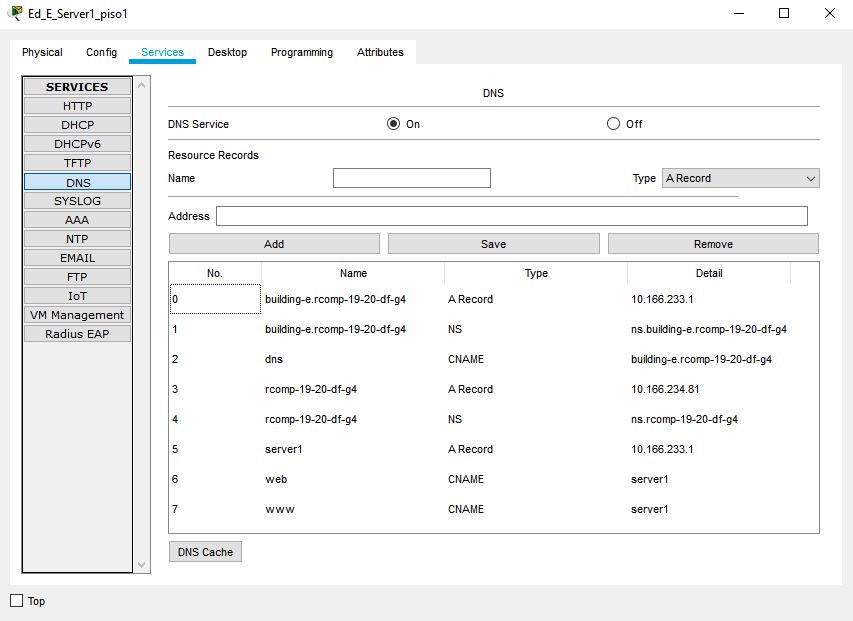 Ed_E_Server1_piso1
Physical Config Services Desktop Programming Attributes
SERVICES
HTTP
DHCP
DHCPv6
TFTP
DNS
SYSLOG
AAA
NTP
EMAIL
FTP
IoT
VM Management
Radius EAP
DNS
DNS Service On Off
Resource Records
Name Type A Record
Address
Add Save Remove
No. Name Type Detail
0 building-e.rcomp-19-20-df-g4 A Record 10.166.233.1
1 building-e.rcomp-19-20-df-g4 NS ns.building-e.rcomp-19-20-df-g4
2 dns CNAME building-e.rcomp-19-20-df-g4
3 rcomp-19-20-df-g4 A Record 10.166.234.81
4 rcomp-19-20-df-g4 NS ns.rcomp-19-20-df-g4
5 server1 A Record 10.166.233.1
6 web CNAME server1
7 www CNAME server1
DNS Cache
Top